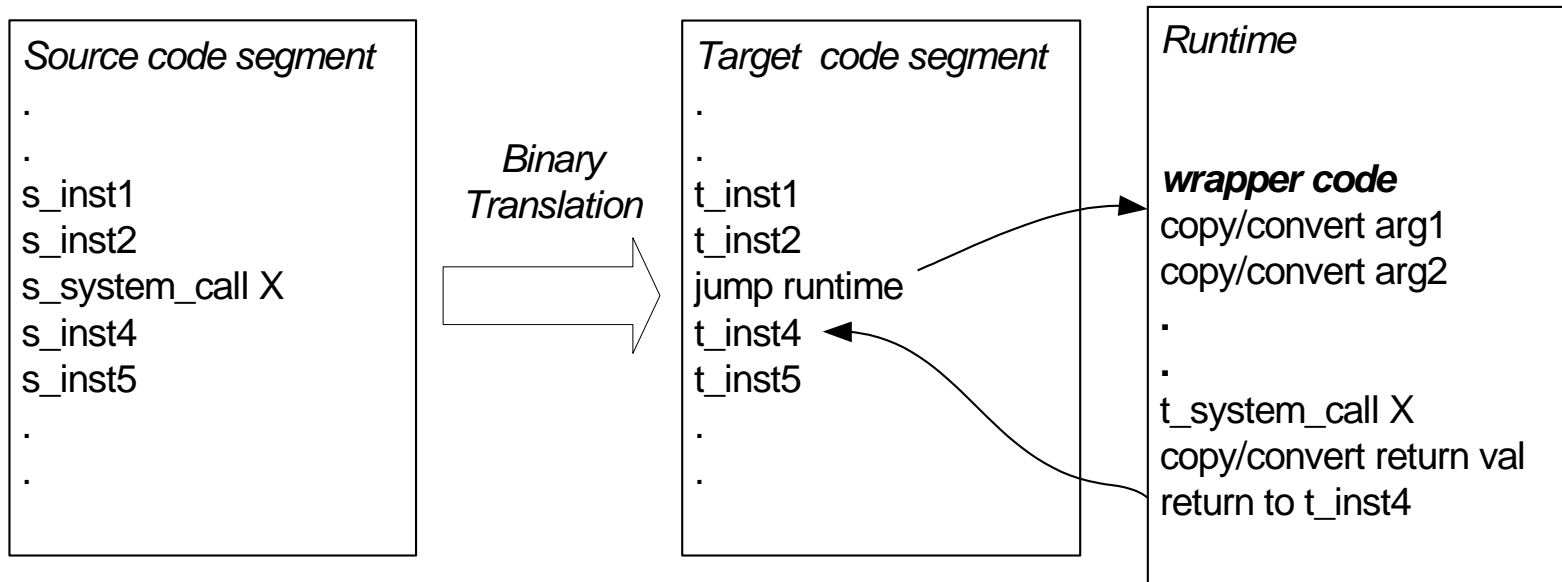 Source code segment
.
.
s_inst1
s_inst2
s_system_call X
s_inst4
s_inst5
.
.
Binary
Translation
Target code segment
.
.
t_inst1
t_inst2
jump runtime
t_inst4
t_inst5
.
.
Runtime
wrapper code
copy/convert arg1
copy/convert arg2
.
.
t_system_call X
copy/convert return val
return to t_inst4